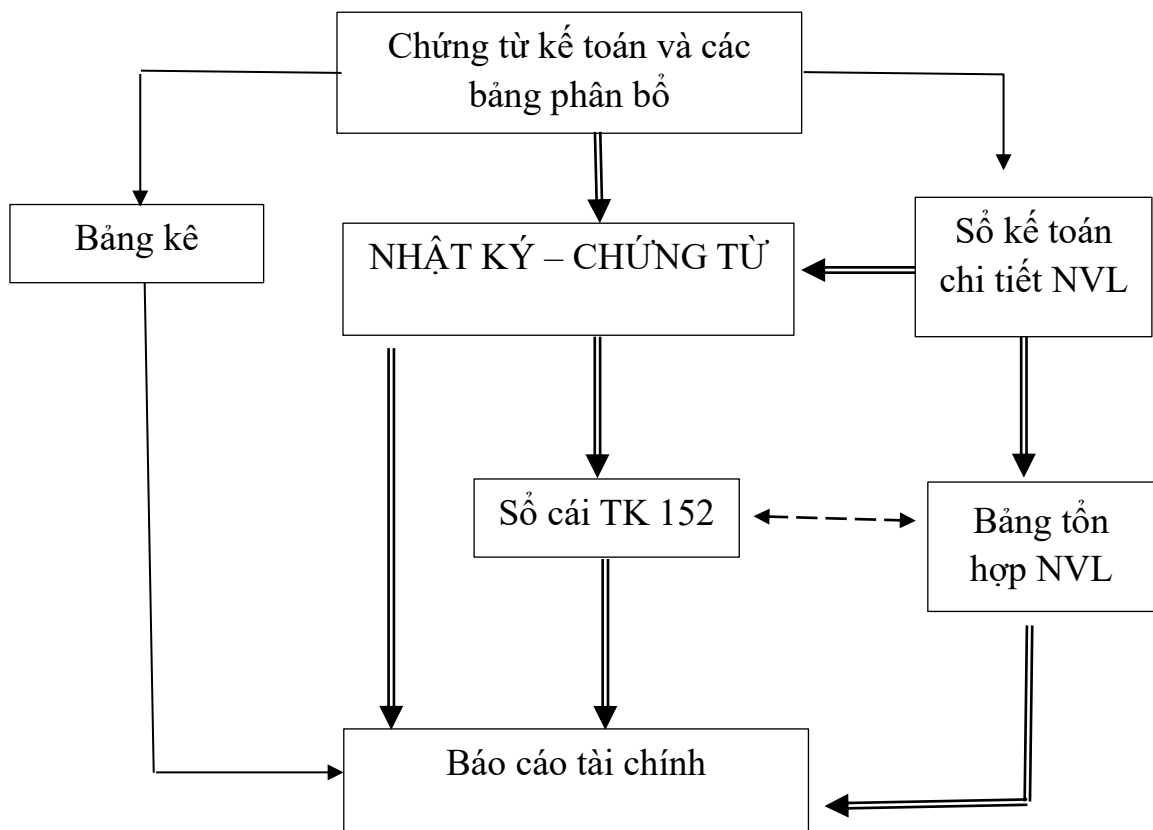 Chứng từ kế toán và các
bảng phân bổ
Bảng kê
NHẬT KÝ – CHỨNG TỪ
Sổ kế toán
chi tiết NVL
Sổ cái TK 152
Bảng tổn
hợp NVL
Báo cáo tài chính